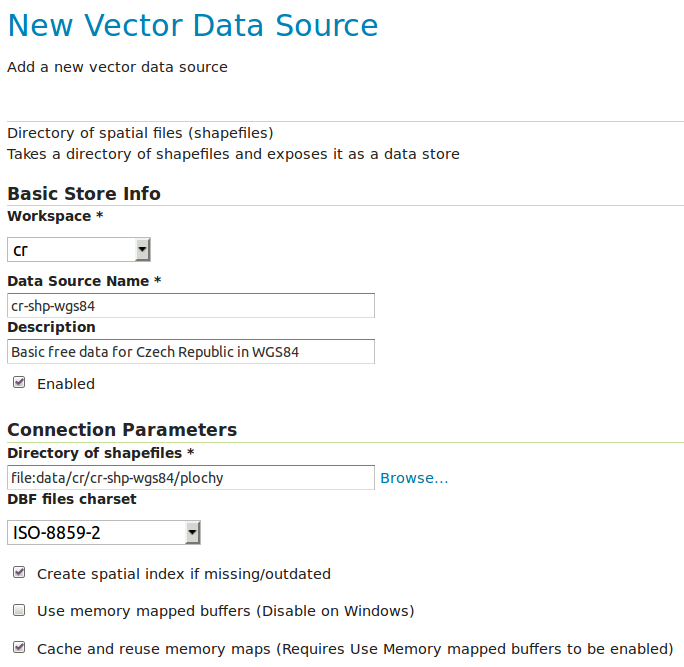 New Vector Data Source
Add a new vector data source
Directory of spatial files (shapefiles)
Takes a directory of shapefiles and exposes it as a data store
Basic Store Info
Workspace *
cr
Data Source Name *
cr-shp-wgs84
Description
Basic free data for Czech Republic in WGS84
Enabled
Connection Parameters
Directory of shapefiles *
file:data/cr/cr-shp-wgs84/plochy Browse...
DBF files charset
ISO-8859-2
Create spatial index if missing/outdated
Use memory mapped buffers (Disable on Windows)
Cache and reuse memory maps (Requires Use Memory mapped buffers to be enabled)